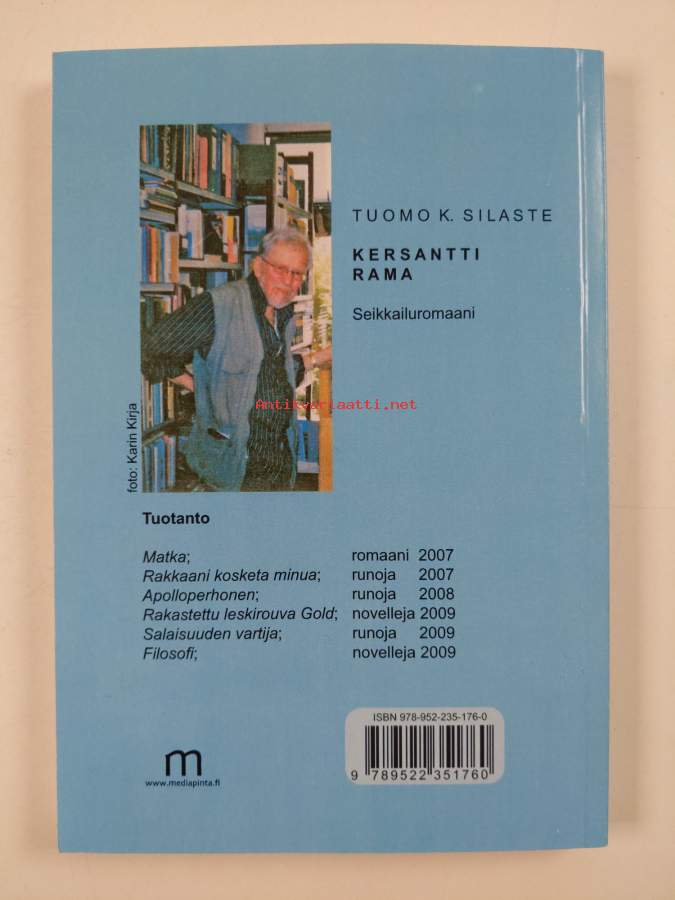 TUOMO K. SILASTE
KERSANTTI
RAMA
Seikkailuromaani
Antikvariaatti.net
foto: Karin Kirja
Tuotanto
Matka; romaani 2007
Rakkaani kosketa minua; runoja 2007
Apolloperhonen; runoja 2008
Rakastettu leskirouva Gold; novelleja 2009
Salaisuuden vartija; runoja 2009
Filosofi; novelleja 2009
ISBN 978-952-235-176-0
9 789522 351760
m
www.mediapinta.fi